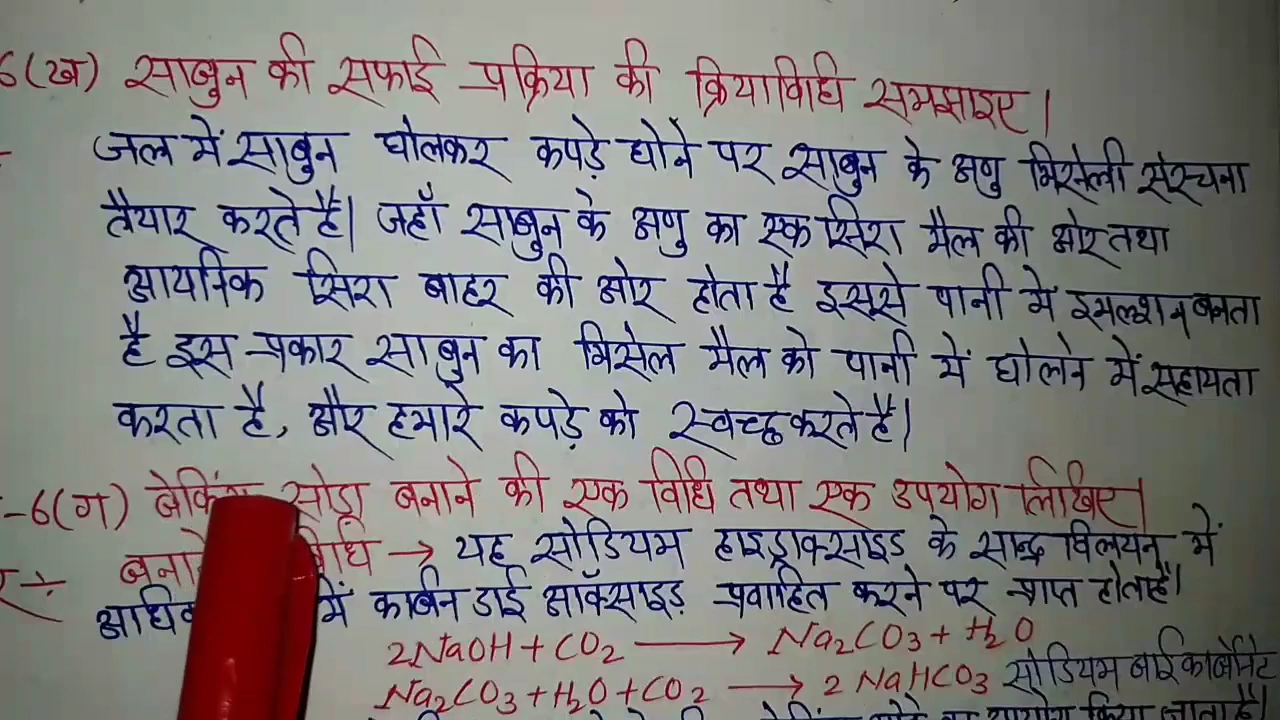 6(ख) साबुन की सफाई प्रक्रिया की क्रियाविधि समझाइए।
जल में साबुन घोलकर कपड़े धोने पर साबुन के अणु मिसेली संरचना
तैयार करते है। जहाँ साबुन के अणु का एक सिरा मैल की ओर तथा
आयनिक सिरा बाहर की ओर होता है इससे पानी में इमल्शन बनता
है इस प्रकार साबुन का मिसेल मैल को पानी में घोलने में सहायता
करता है, और हमारे कपड़े को स्वच्छ करते है।
-6(ग) सोडा बनाने की एक विधि तथा एक उपयोग लिखिए।
→ यह सोडियम हाइड्राक्साइड के सान्द्र विलयन में
में कार्बन डाई ऑक्साइड प्रवाहित करने पर प्राप्त होता है।
2NaOH + CO2 → Na2CO3 + H2O
Na2CO3 + H2O + CO2 → 2 NaHCO3 सोडियम बाई कार्बोनेट
किया जाता है।